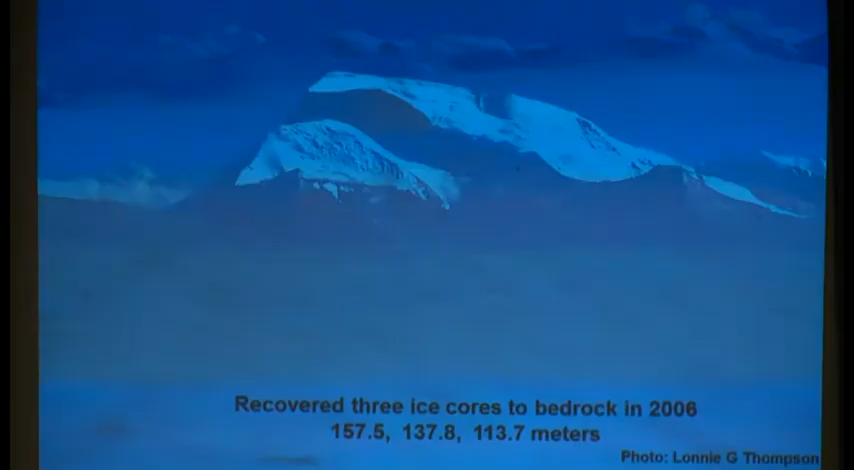 Recovered three ice cores to bedrock in 2006
157.5, 137.8, 113.7 meters
Photo: Lonnie G Thompson